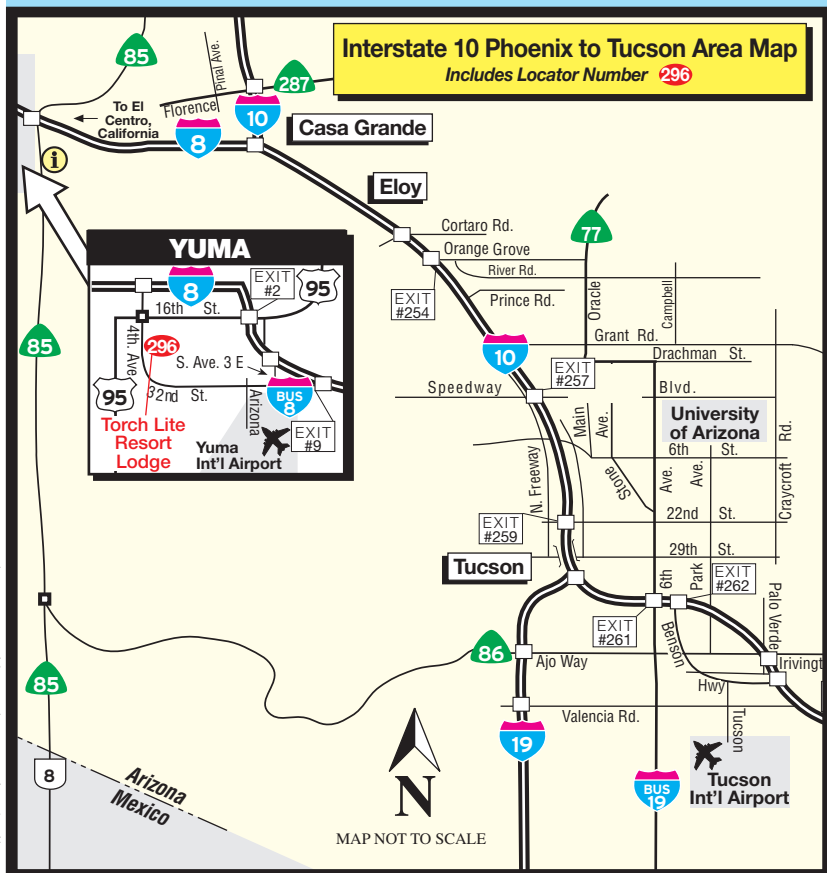 Interstate 10 Phoenix to Tucson Area Map
Includes Locator Number 296
85
Pinal Ave.
287
To El
Centro,
California
Florence
8
10
Casa Grande
i
Eloy
Cortaro Rd.
Orange Grove
77
River Rd.
EXIT
#254
Prince Rd.
Oracle
Campbell
YUMA
8
EXIT
#2
95
16th St.
4th. Ave
296
S. Ave. 3 E
95
32nd St.
Arizona
BUS
8
EXIT
#9
Torch Lite
Resort
Lodge
Yuma
Int'l Airport
85
10
Grant Rd.
Drachman St.
EXIT
#257
Speedway
Blvd.
Main
Ave.
University
of Arizona
6th St.
Stone
Ave.
Ave.
Rd.
Craycroft
N. Freeway
22nd St.
EXIT
#259
29th St.
Tucson
6th
Park
EXIT
#262
Palo Verde
EXIT
#261
Benson
86
Ajo Way
Irivingt
Hwy
85
Valencia Rd.
Tucson
19
8
Arizona
Mexico
N
MAP NOT TO SCALE
BUS
19
Tucson
Int'l Airport